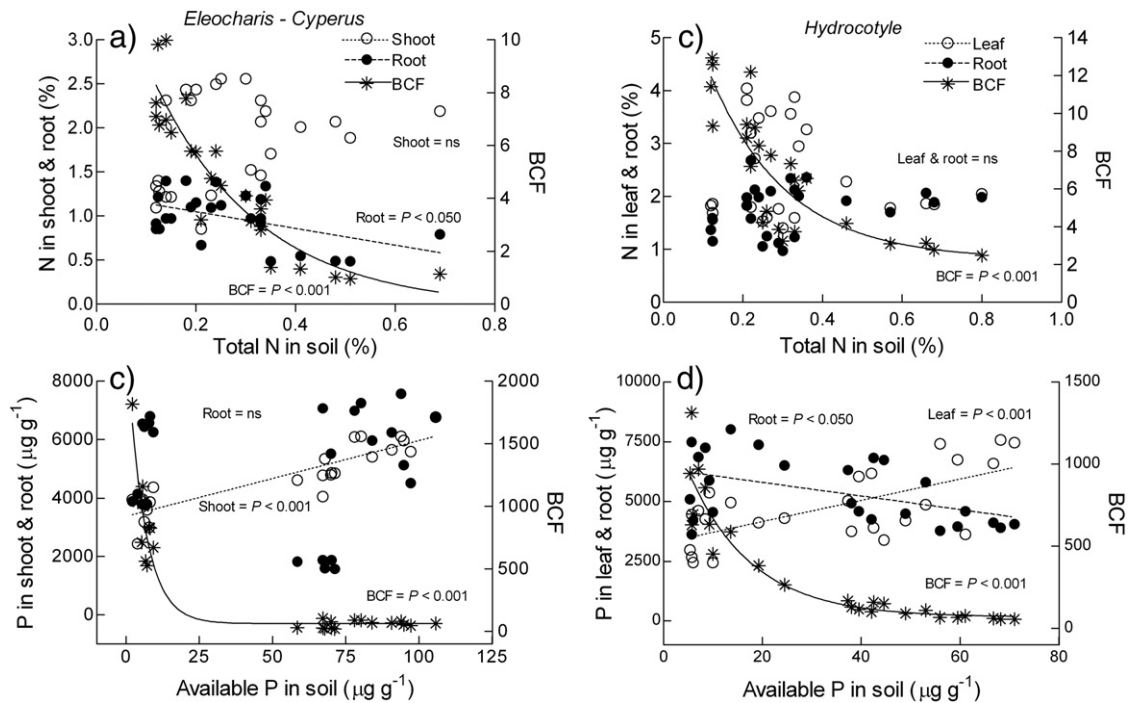 Eleocharis - Cyperus
a)
Shoot
Root
BCF
3.0
2.5
2.0
1.5
1.0
0.5
0.0
N in shoot & root (%)
10
8
6
4
2
0
BCF
Shoot = ns
Root = P < 0.050
BCF = P < 0.001
0.0 0.2 0.4 0.6 0.8
Total N in soil (%)
Hydrocotyle
c)
Leaf
Root
BCF
5
4
3
2
1
0
N in leaf & root (%)
14
12
10
8
6
4
2
0
BCF
Leaf & root = ns
BCF = P < 0.001
0.0 0.2 0.4 0.6 0.8 1.0
Total N in soil (%)
c)
8000
6000
4000
2000
0
P in shoot & root (µg g-1)
2000
1500
1000
500
0
BCF
Root = ns
Shoot = P < 0.001
BCF = P < 0.001
0 25 50 75 100 125
Available P in soil (µg g-1)
d)
10000
7500
5000
2500
0
P in leaf & root (µg g-1)
1500
1000
500
0
BCF
Root = P < 0.050
Leaf = P < 0.001
BCF = P < 0.001
0 20 40 60 80
Available P in soil (µg g-1)